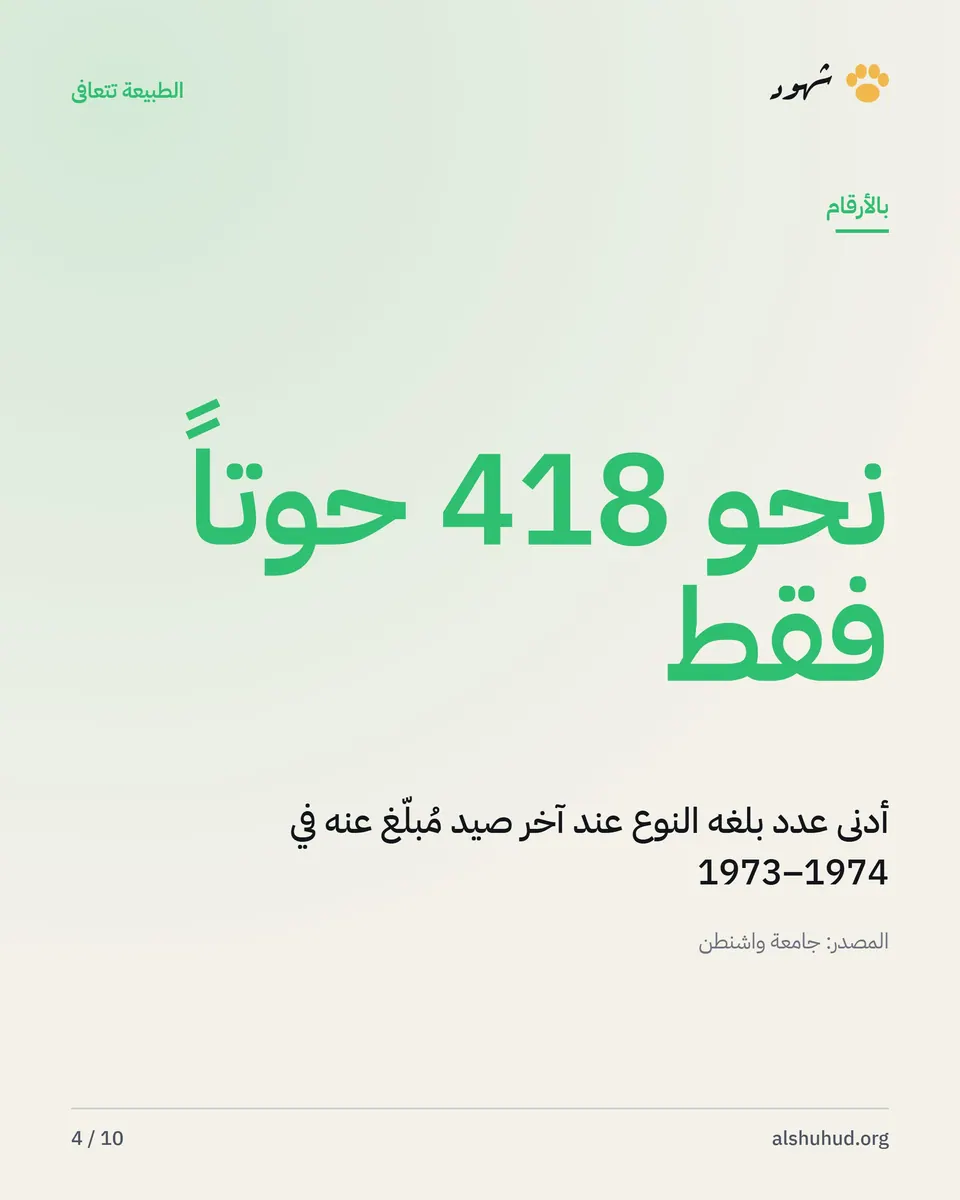 شهود
الطبيعة تتعافى
بالأرقام
نحو 418 حوتاً
فقط
أدنى عدد بلغه النوع عند آخر صيد مُبلّغ عنه في
1973–1974
المصدر: جامعة واشنطن
alshuhud.org
4 / 10